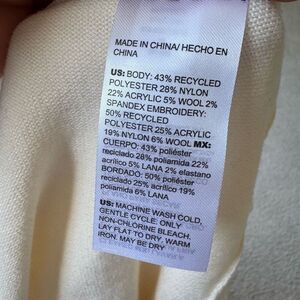 MADE IN CHINA/ HECHO EN
CHINA
US: BODY: 43% RECYCLED
POLYESTER 28% NYLON
22% ACRYLIC 5% WOOL 2%
SPANDEX EMBROIDERY:
50% RECYCLED
POLYESTER 25% ACRYLIC
19% NYLON 6% WOOL MX:
CUERPO: 43% poliéster
reciclado 28% poliamida 22%
acrílico 5% LANA 2% elastano
BORDADO: 50% poliéster
reciclado 25% acrílico 19%
poliamida 6% LANA
US: MACHINE WASH COLD,
GENTLE CYCLE. ONLY
NON-CHLORINE BLEACH.
LAY FLAT TO DRY. WARM
IRON. MAY BE DRY